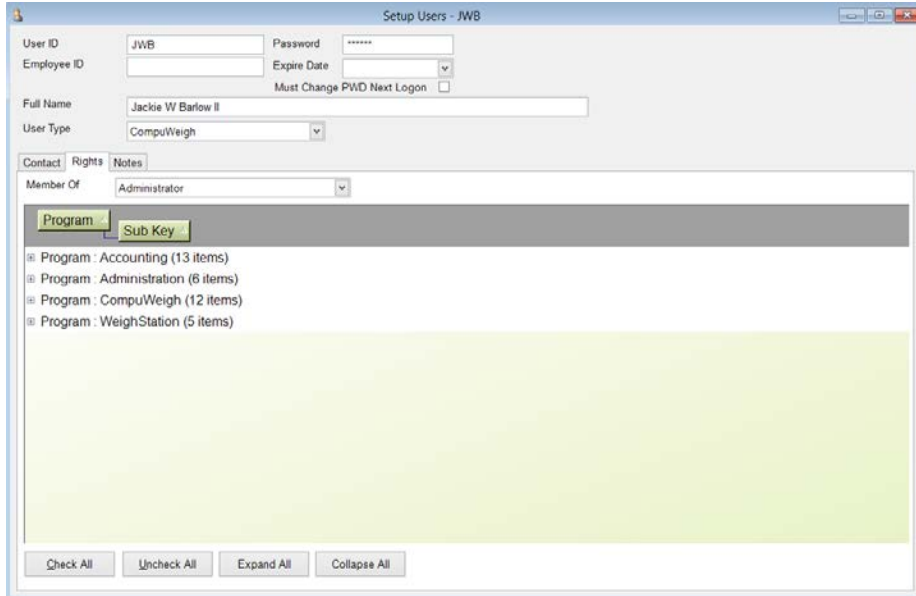 Setup Users - JWB
User ID JWB Password ******
Employee ID Expire Date
Must Change PWD Next Logon
Full Name Jackie W Barlow II
User Type CompuWeigh
Contact Rights Notes
Member Of Administrator
Program
Sub Key
Program : Accounting (13 items)
Program : Administration (6 items)
Program : CompuWeigh (12 items)
Program : WeighStation (5 items)
Check All Uncheck All Expand All Collapse All